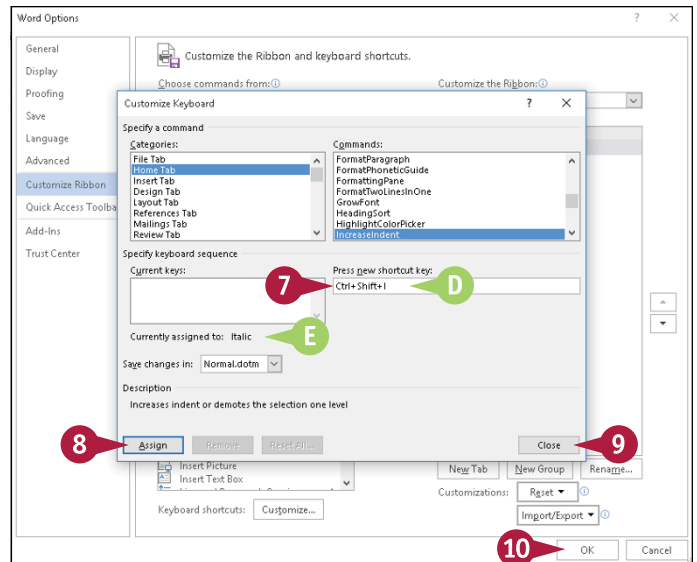 Word Options ? ×
General
Display
Proofing
Save
Language
Advanced
Customize Ribbon
Quick Access Toolba
Add-Ins
Trust Center
Customize the Ribbon and keyboard shortcuts.
Choose commands from:
Customize the Ribbon:
Customize Keyboard ? ×
Specify a command
Categories:
File Tab
Home Tab
Insert Tab
Design Tab
Layout Tab
References Tab
Mailings Tab
Review Tab
Commands:
FormatParagraph
FormatPhoneticGuide
FormattingPane
FormatTwoLinesInOne
GrowFont
HeadingSort
HighlightColorPicker
IncreaseIndent
Specify keyboard sequence
Current keys:
Press new shortcut key:
7 Ctrl+Shift+I D
Currently assigned to: Italic E
Save changes in: Normal.dotm
Description
Increases indent or demotes the selection one level
8 Assign Remove Reset All... Close 9
Insert Picture
Insert Text Box
New Tab New Group Rename...
Customizations: Reset
Keyboard shortcuts: Customize...
Import/Export
10 OK Cancel